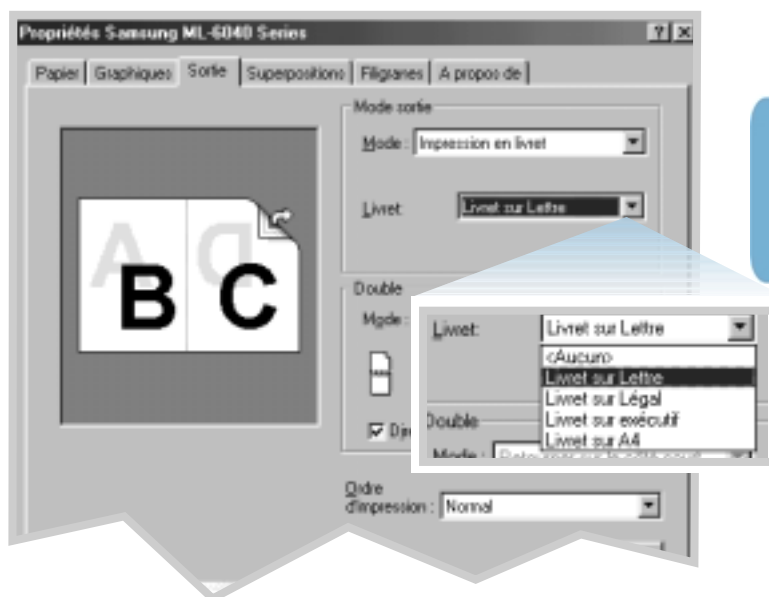 Propriétés Samsung ML-6040 Series
Papier Graphiques Sortie Superpositions Filigranes A propos de
Mode sortie
Mode : Impression en livret
Livret Livret sur Lettre
A D
B C
Double
Mode :
Livret: Livret sur Lettre
<Aucun>
Livret sur Lettre
Livret sur Légal
Livret sur exécutif
Livret sur A4
Double
Mode :
Ordre
d'impression : Normal